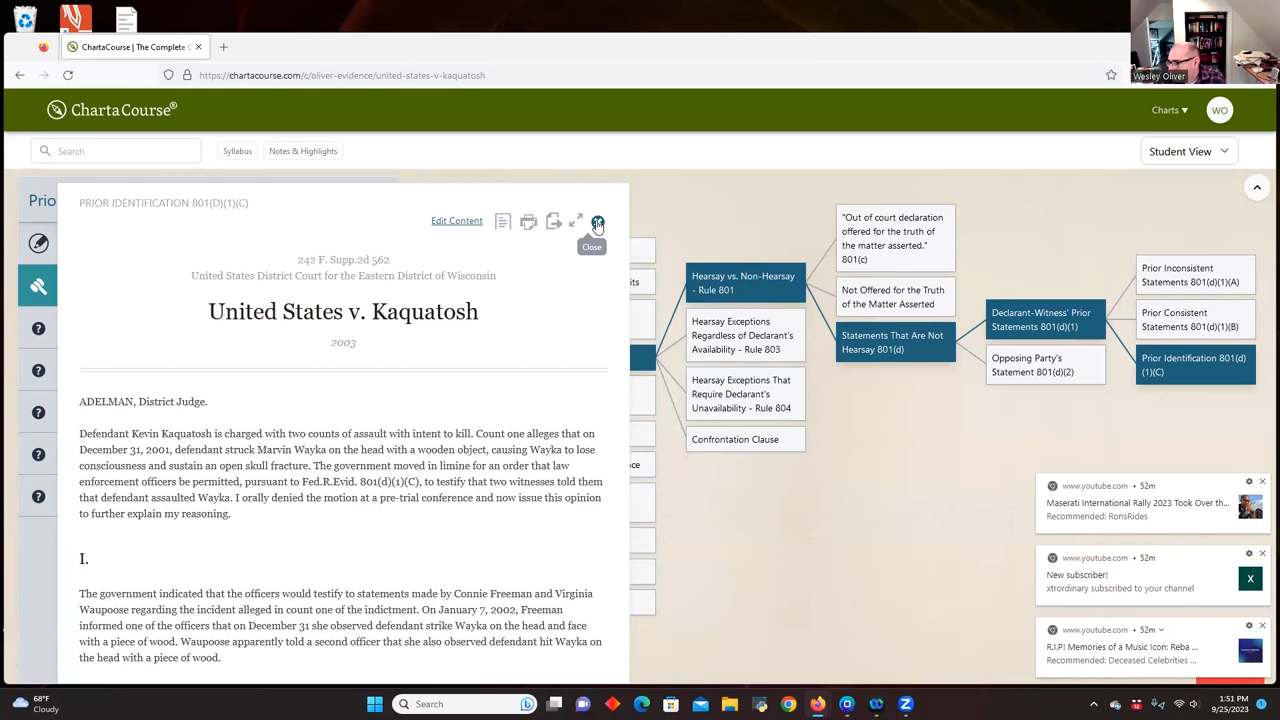 ChartaCourse | The Complete C
https://chartacourse.com/c/oliver-evidence/united-states-v-kaquatosh
Wesley Oliver
ChartaCourse®
Charts
WO
Search
Syllabus
Notes & Highlights
Student View
Prio
PRIOR IDENTIFICATION 801(D)(1)(C)
Edit Content
Close
242 F. Supp.2d 562
United States District Court for the Eastern District of Wisconsin
United States v. Kaquatosh
2003
ADELMAN, District Judge.
Defendant Kevin Kaquatosh is charged with two counts of assault with intent to kill. Count one alleges that on
December 31, 2001, defendant struck Marvin Wayka on the head with a wooden object, causing Wayka to lose
consciousness and sustain an open skull fracture. The government moved in limine for an order that law
enforcement officers be permitted, pursuant to Fed.R.Evid. 801(d)(1)(C), to testify that two witnesses told them
that defendant assaulted Wayka. I orally denied the motion at a pre-trial conference and now issue this opinion
to further explain my reasoning.
I.
The government indicated that the officers would testify to statements made by Connie Freeman and Virginia
Waupoose regarding the incident alleged in count one of the indictment. On January 7, 2002, Freeman
informed one of the officers that on December 31 she observed defendant strike Wayka on the head and face
with a piece of wood. Waupoose apparently told a second officer that she also observed defendant hit Wayka on
the head with a piece of wood.
its
ce
Hearsay vs. Non-Hearsay
- Rule 801
Hearsay Exceptions
Regardless of Declarant's
Availability - Rule 803
Hearsay Exceptions That
Require Declarant's
Unavailability - Rule 804
Confrontation Clause
"Out of court declaration
offered for the truth of
the matter asserted."
801(c)
Not Offered for the Truth
of the Matter Asserted
Statements That Are Not
Hearsay 801(d)
Declarant-Witness' Prior
Statements 801(d)(1)
Opposing Party's
Statement 801(d)(2)
Prior Inconsistent
Statements 801(d)(1)(A)
Prior Consistent
Statements 801(d)(1)(B)
Prior Identification 801(d)
(1)(C)
www.youtube.com • 52m
Maserati International Rally 2023 Took Over th...
Recommended: RonsRides
www.youtube.com • 52m
New subscriber!
xtrordinary subscribed to your channel
X
www.youtube.com • 52m
R.I.P! Memories of a Music Icon: Reba ...
Recommended: Deceased Celebrities ...
68°F
Cloudy
Search
1:51 PM
9/25/2023